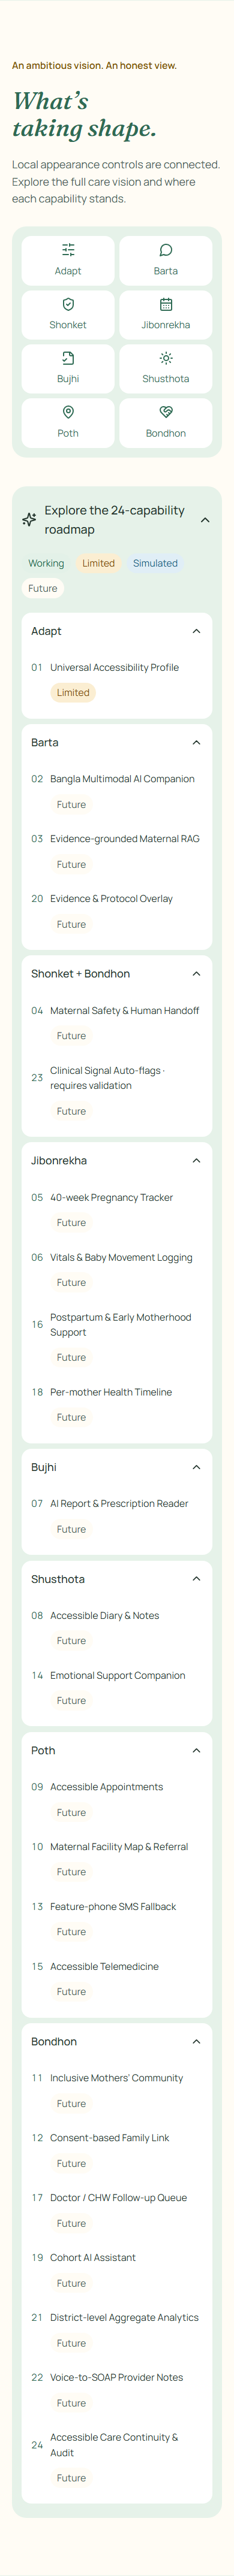 An ambitious vision. An honest view.
What's
taking shape.
Local appearance controls are connected.
Explore the full care vision and where
each capability stands.
Adapt
Barta
Shonket
Jibonrekha
Bujhi
Shusthota
Poth
Bondhon
Explore the 24-capability
roadmap
Working Limited Simulated
Future
Adapt
01 Universal Accessibility Profile
Limited
Barta
02 Bangla Multimodal AI Companion
Future
03 Evidence-grounded Maternal RAG
Future
20 Evidence & Protocol Overlay
Future
Shonket + Bondhon
04 Maternal Safety & Human Handoff
Future
23 Clinical Signal Auto-flags ·
requires validation
Future
Jibonrekha
05 40-week Pregnancy Tracker
Future
06 Vitals & Baby Movement Logging
Future
16 Postpartum & Early Motherhood
Support
Future
18 Per-mother Health Timeline
Future
Bujhi
07 AI Report & Prescription Reader
Future
Shusthota
08 Accessible Diary & Notes
Future
14 Emotional Support Companion
Future
Poth
09 Accessible Appointments
Future
10 Maternal Facility Map & Referral
Future
13 Feature-phone SMS Fallback
Future
15 Accessible Telemedicine
Future
Bondhon
11 Inclusive Mothers' Community
Future
12 Consent-based Family Link
Future
17 Doctor / CHW Follow-up Queue
Future
19 Cohort AI Assistant
Future
21 District-level Aggregate Analytics
Future
22 Voice-to-SOAP Provider Notes
Future
24 Accessible Care Continuity &
Audit
Future